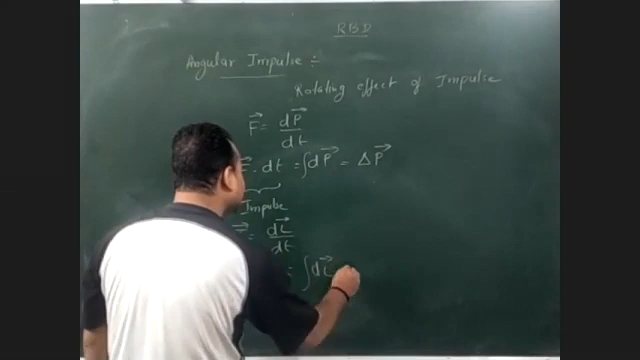 RBD
Angular Impulse ÷
Rotating effect of Impulse
F⃗ = dP⃗/dt
. dt = ∫dP⃗ = ΔP⃗
Impulse
= dL⃗/dt
= ∫dL⃗